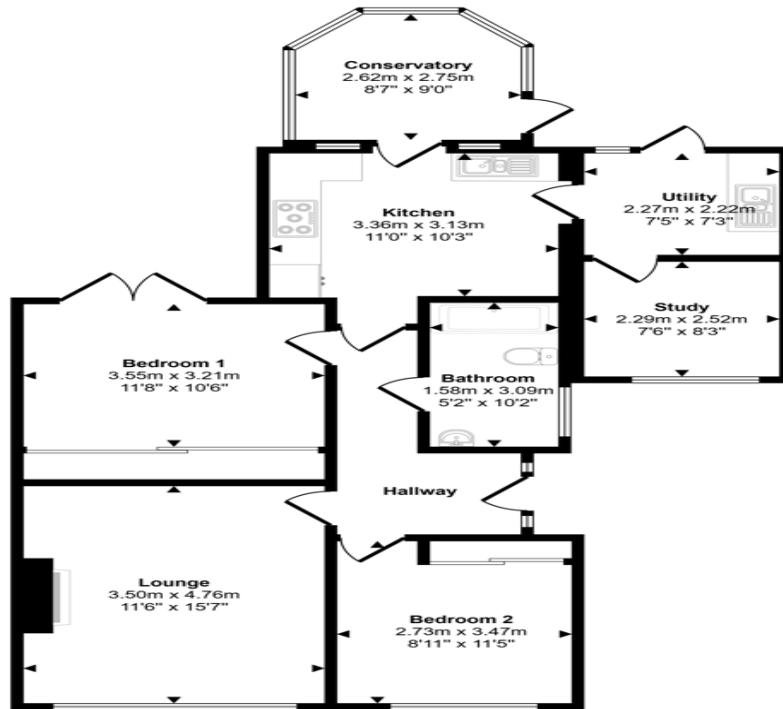 Conservatory
2.62m x 2.75m
8'7" x 9'0"
Kitchen
3.36m x 3.13m
11'0" x 10'3"
Utility
2.27m x 2.22m
7'5" x 7'3"
Study
2.29m x 2.52m
7'6" x 8'3"
Bedroom 1
3.55m x 3.21m
11'8" x 10'6"
Bathroom
1.58m x 3.09m
5'2" x 10'2"
Hallway
Lounge
3.50m x 4.76m
11'6" x 15'7"
Bedroom 2
2.73m x 3.47m
8'11" x 11'5"